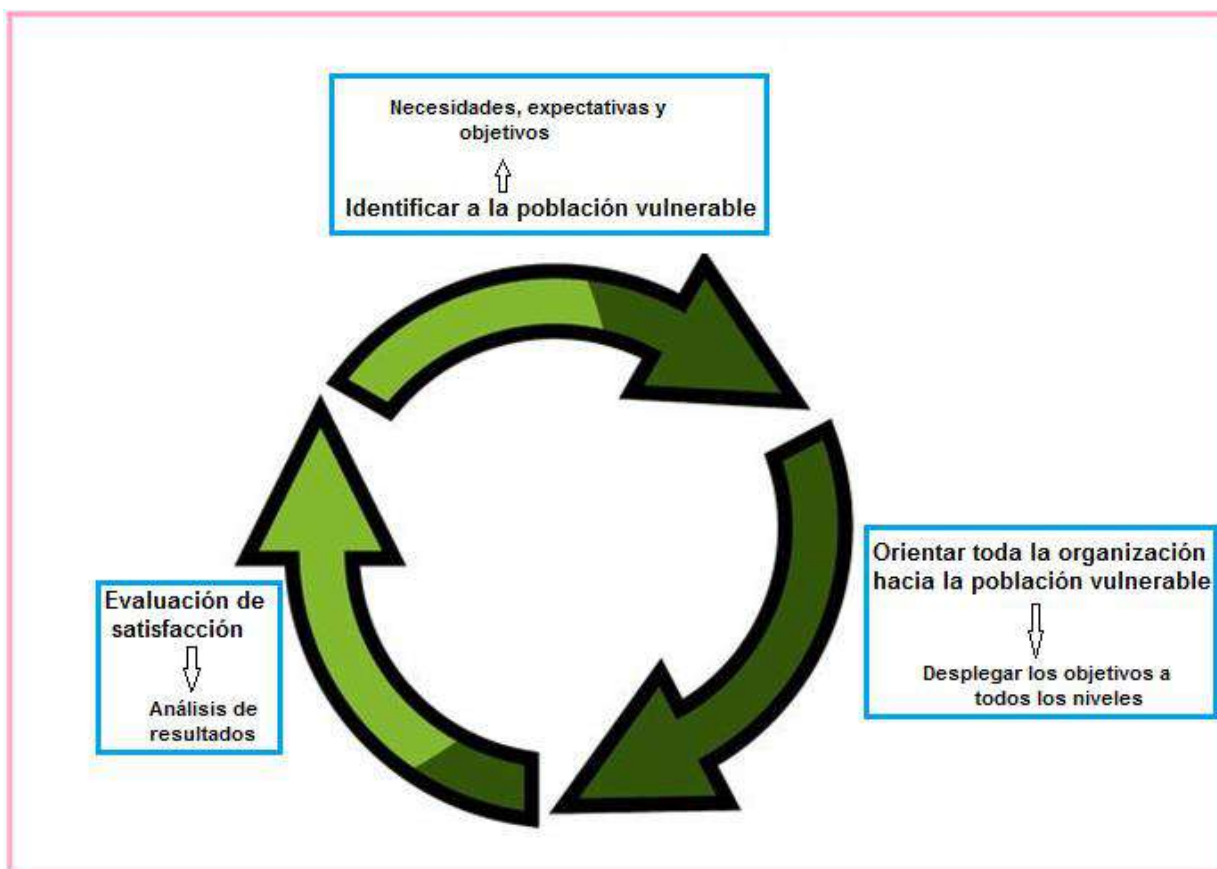 Necesidades, expectativas y
objetivos
Identificar a la población vulnerable
Orientar toda la organización
hacia la población vulnerable
Desplegar los objetivos a
todos los niveles
Evaluación de
satisfacción
Análisis de
resultados